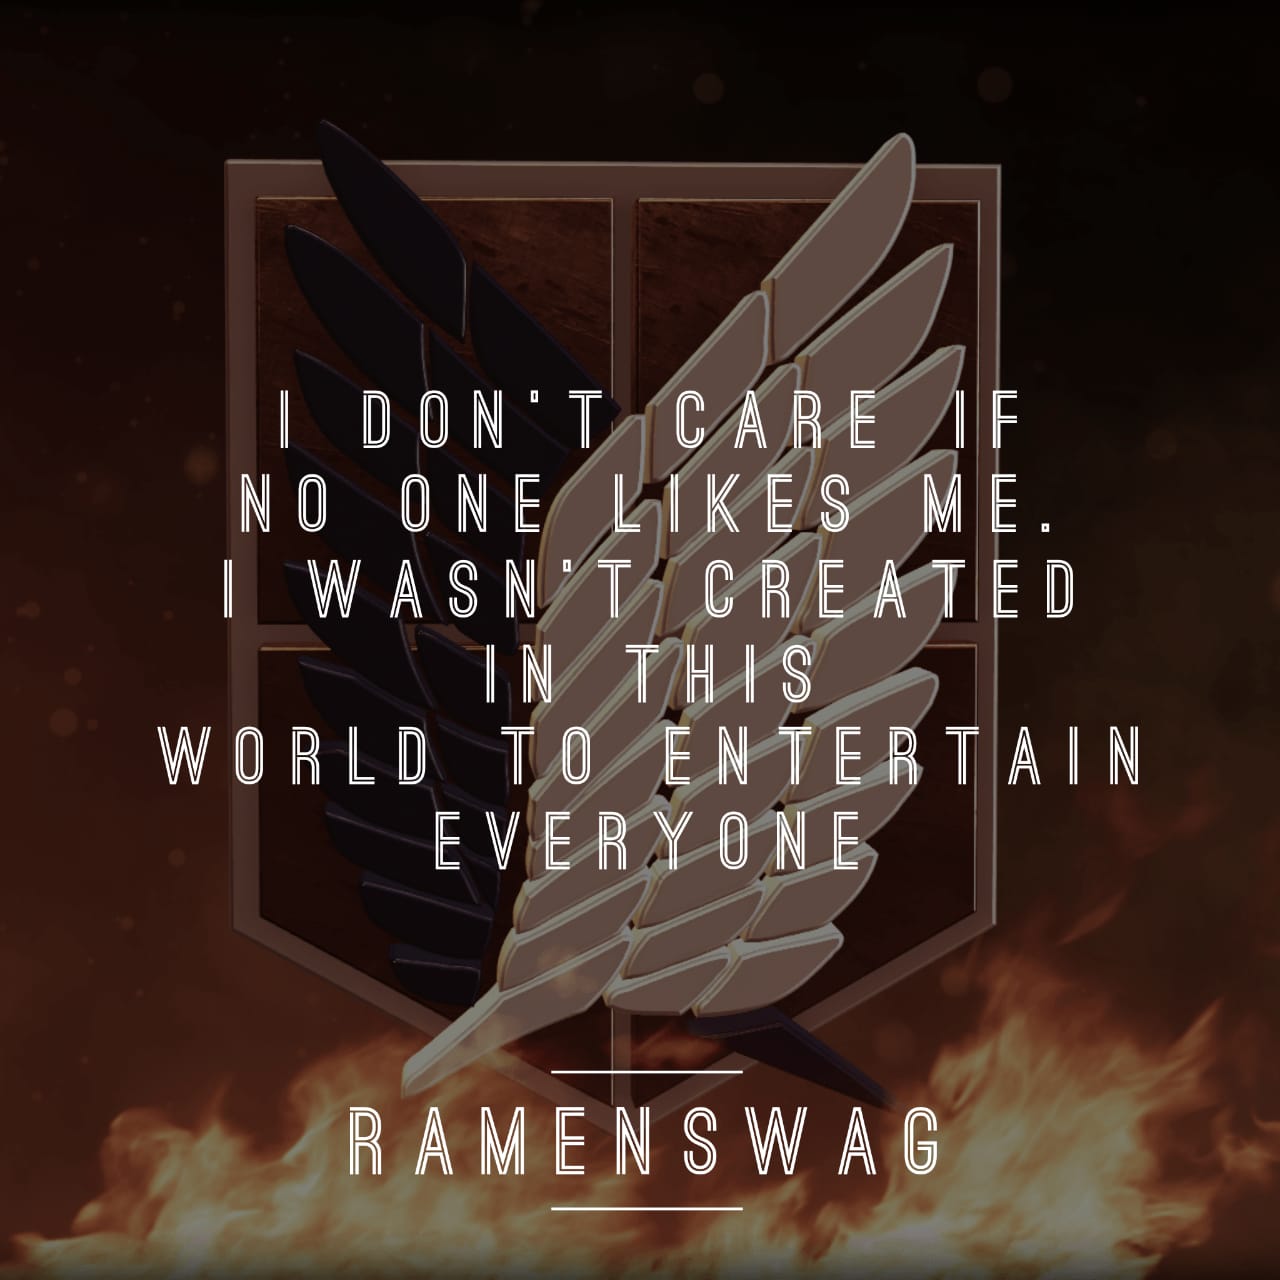 I DON'T CARE IF
NO ONE LIKES ME.
I WASN'T CREATED
IN THIS
WORLD TO ENTERTAIN
EVERYONE
RAMENSWAG